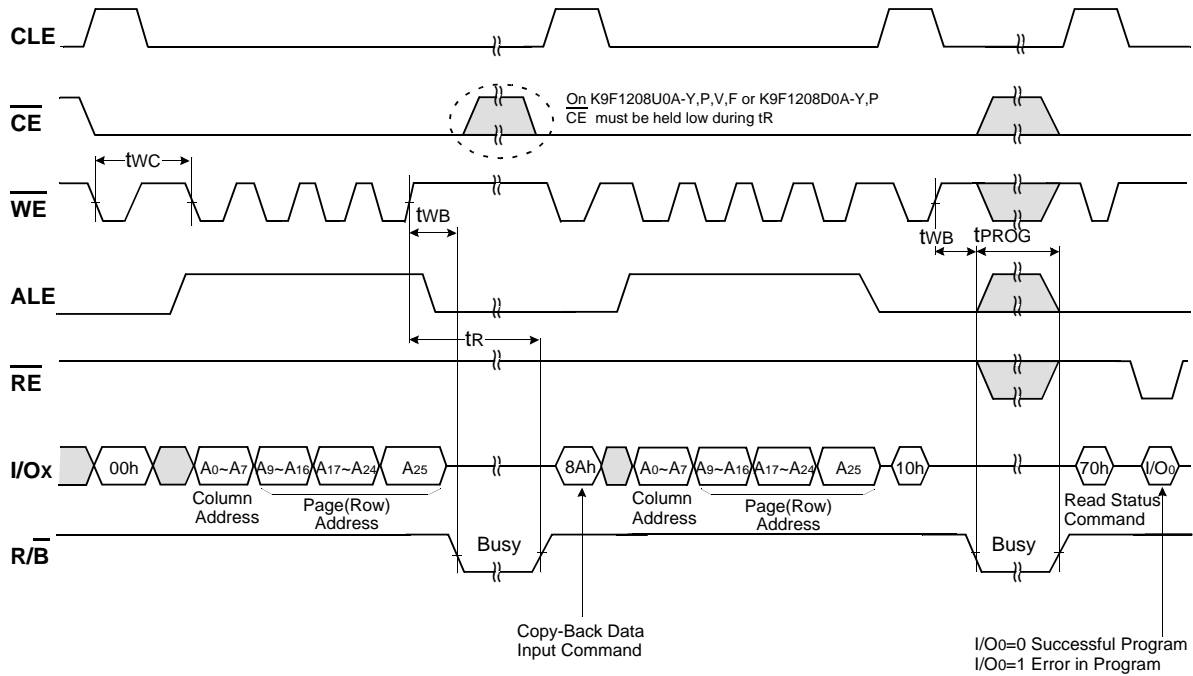 CLE
CE
On K9F1208U0A-Y,P,V,F or K9F1208D0A-Y,P
CE must be held low during tR
tWC
WE
tWB
tWB
tPROG
ALE
tR
RE
I/Ox
00h
A0~A7
A9~A16
A17~A24
A25
8Ah
A0~A7
A9~A16
A17~A24
A25
10h
70h
I/O0
Column
Address
Page(Row)
Address
Column
Address
Page(Row)
Address
Read Status
Command
R/B
Busy
Busy
Copy-Back Data
Input Command
I/O0=0 Successful Program
I/O0=1 Error in Program